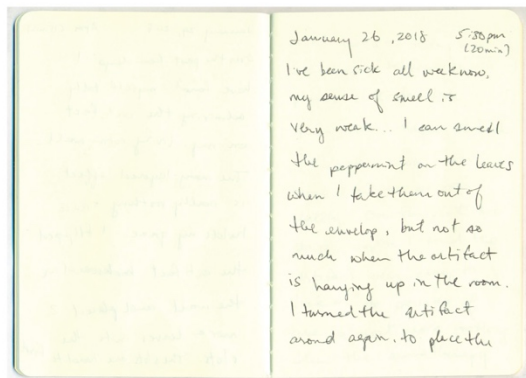 January 26, 2018 5:30pm
(20min)
I've been sick all week now,
my sense of smell is
very weak... I can smell
the peppermint on the leaves
when I take them out of
the envelop, but not so
much when the artifact
is hanging up in the room.
I turned the artifact
around again, to place the